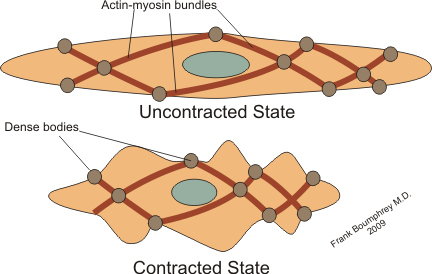 Actin-myosin bundles
Uncontracted State
Dense bodies
Contracted State
Frank Boumphrey M.D.
2009